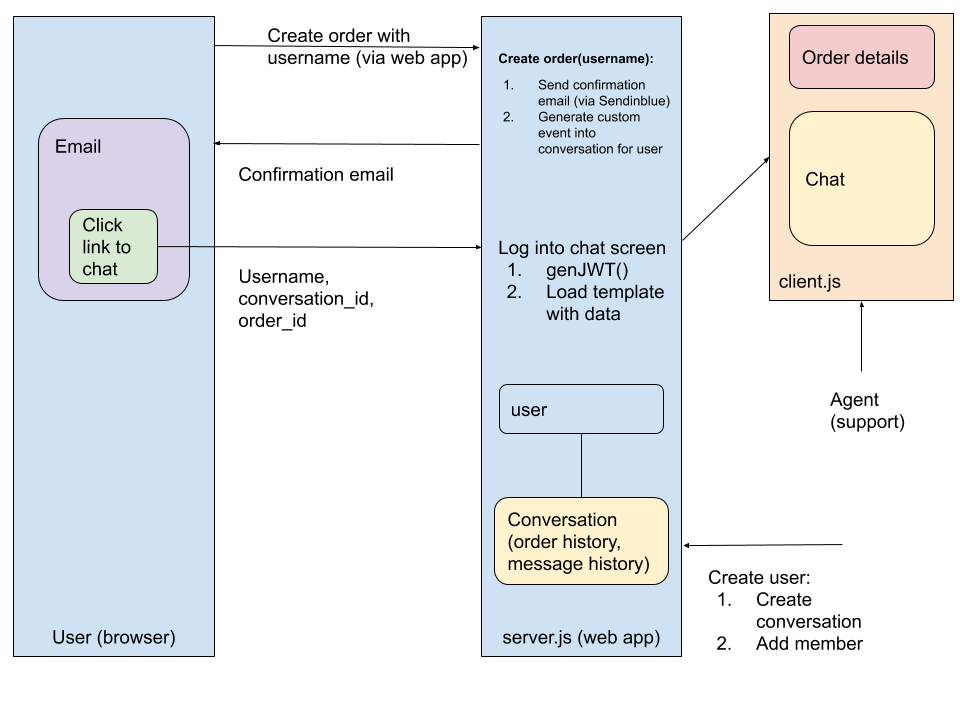 Create order with
username (via web app)
Email
Confirmation email
Click
link to
chat
Username,
conversation_id,
order_id
User (browser)
Create order(username):
1. Send confirmation
email (via Sendinblue)
2. Generate custom
event into
conversation for user
Log into chat screen
1. genJWT()
2. Load template
with data
user
Conversation
(order history,
message history)
server.js (web app)
Order details
Chat
client.js
Agent
(support)
Create user:
1. Create
conversation
2. Add member